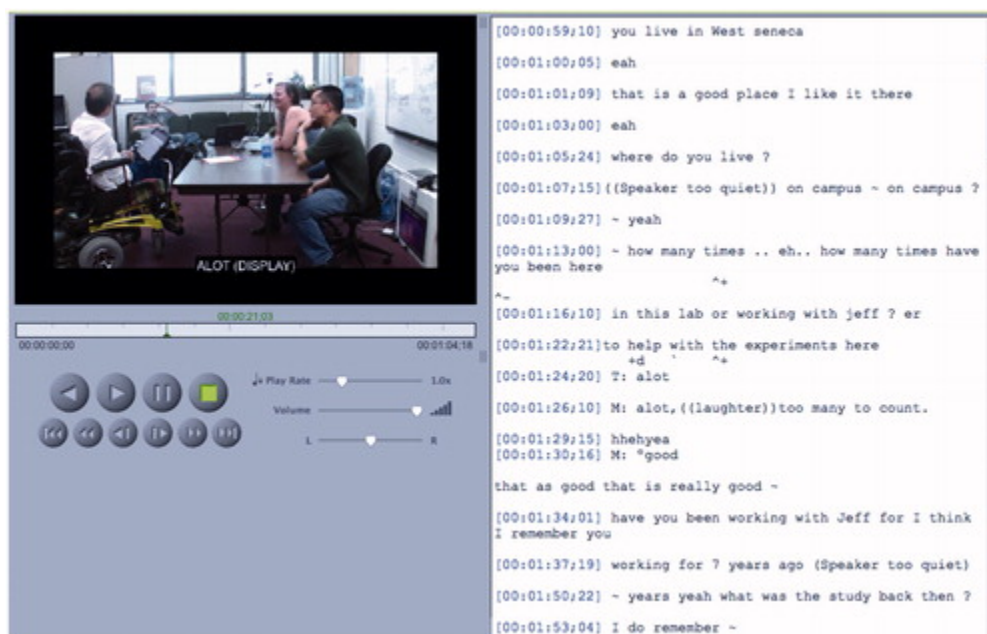 ALOT (DISPLAY)
00:00:21;03
00:00:00;00
00:01:04;18
Play Rate
1.0x
Volume
L
R
[00:00:59;10] you live in West seneca
[00:01:00;05] eah
[00:01:01;09] that is a good place I like it there
[00:01:03;00] eah
[00:01:05;24] where do you live ?
[00:01:07;15]((Speaker too quiet)) on campus ~ on campus ?
[00:01:09;27] ~ yeah
[00:01:13;00] ~ how many times .. eh.. how many times have
you been here
^+
^-
[00:01:16;10] in this lab or working with jeff ? er
[00:01:22;21]to help with the experiments here
+d ` ^+
[00:01:24;20] T: alot
[00:01:26;10] M: alot,((laughter))too many to count.
[00:01:29;15] hhehyea
[00:01:30;16] M: °good
that as good that is really good ~
[00:01:34;01] have you been working with Jeff for I think
I remember you
[00:01:37;19] working for 7 years ago (Speaker too quiet)
[00:01:50;22] ~ years yeah what was the study back then ?
[00:01:53;04] I do remember ~